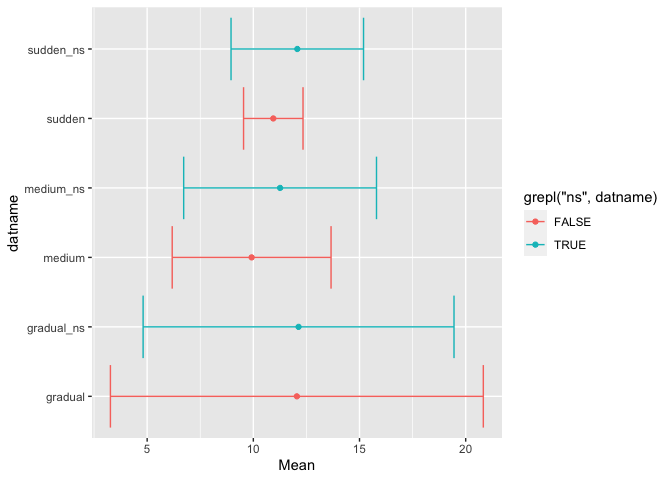 sudden_ns
sudden
medium_ns
medium
gradual_ns
gradual
datname
5 10 15 20
Mean
grepl("ns", datname)
FALSE
TRUE